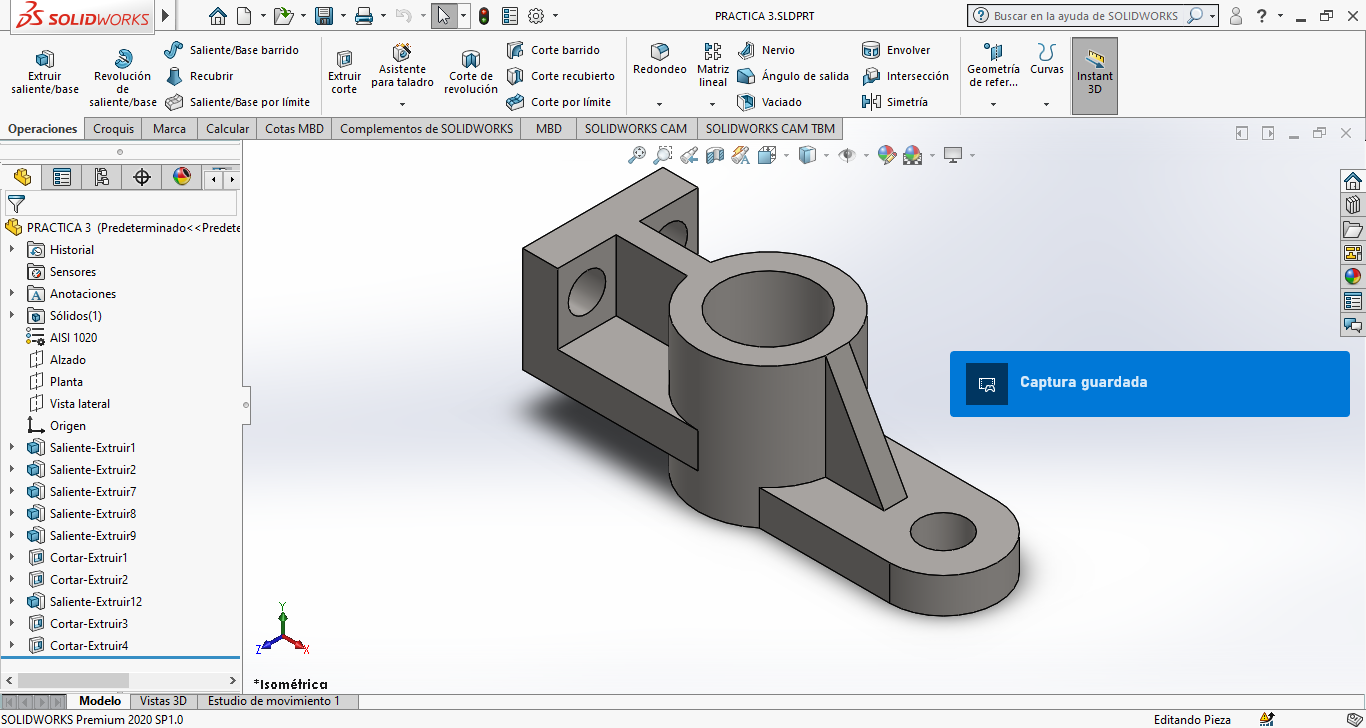 SOLIDWORKS
PRACTICA 3.SLDPRT
Buscar en la ayuda de SOLIDWORKS
?
Extruir saliente/base
Revolución de saliente/base
Saliente/Base barrido
Recubrir
Saliente/Base por límite
Extruir corte
Asistente para taladro
Corte de revolución
Corte barrido
Corte recubierto
Corte por límite
Redondeo
Matriz lineal
Nervio
Ángulo de salida
Vaciado
Envolver
Intersección
Simetría
Geometría de refer...
Curvas
Instant 3D
Operaciones
Croquis
Marca
Calcular
Cotas MBD
Complementos de SOLIDWORKS
MBD
SOLIDWORKS CAM
SOLIDWORKS CAM TBM
PRACTICA 3 (Predeterminado<<Predete
Historial
Sensores
Anotaciones
Sólidos(1)
AISI 1020
Alzado
Planta
Vista lateral
Origen
Saliente-Extruir1
Saliente-Extruir2
Saliente-Extruir7
Saliente-Extruir8
Saliente-Extruir9
Cortar-Extruir1
Cortar-Extruir2
Saliente-Extruir12
Cortar-Extruir3
Cortar-Extruir4
Captura guardada
Y
Z
X
*Isométrica
Modelo
Vistas 3D
Estudio de movimiento 1
SOLIDWORKS Premium 2020 SP1.0
Editando Pieza